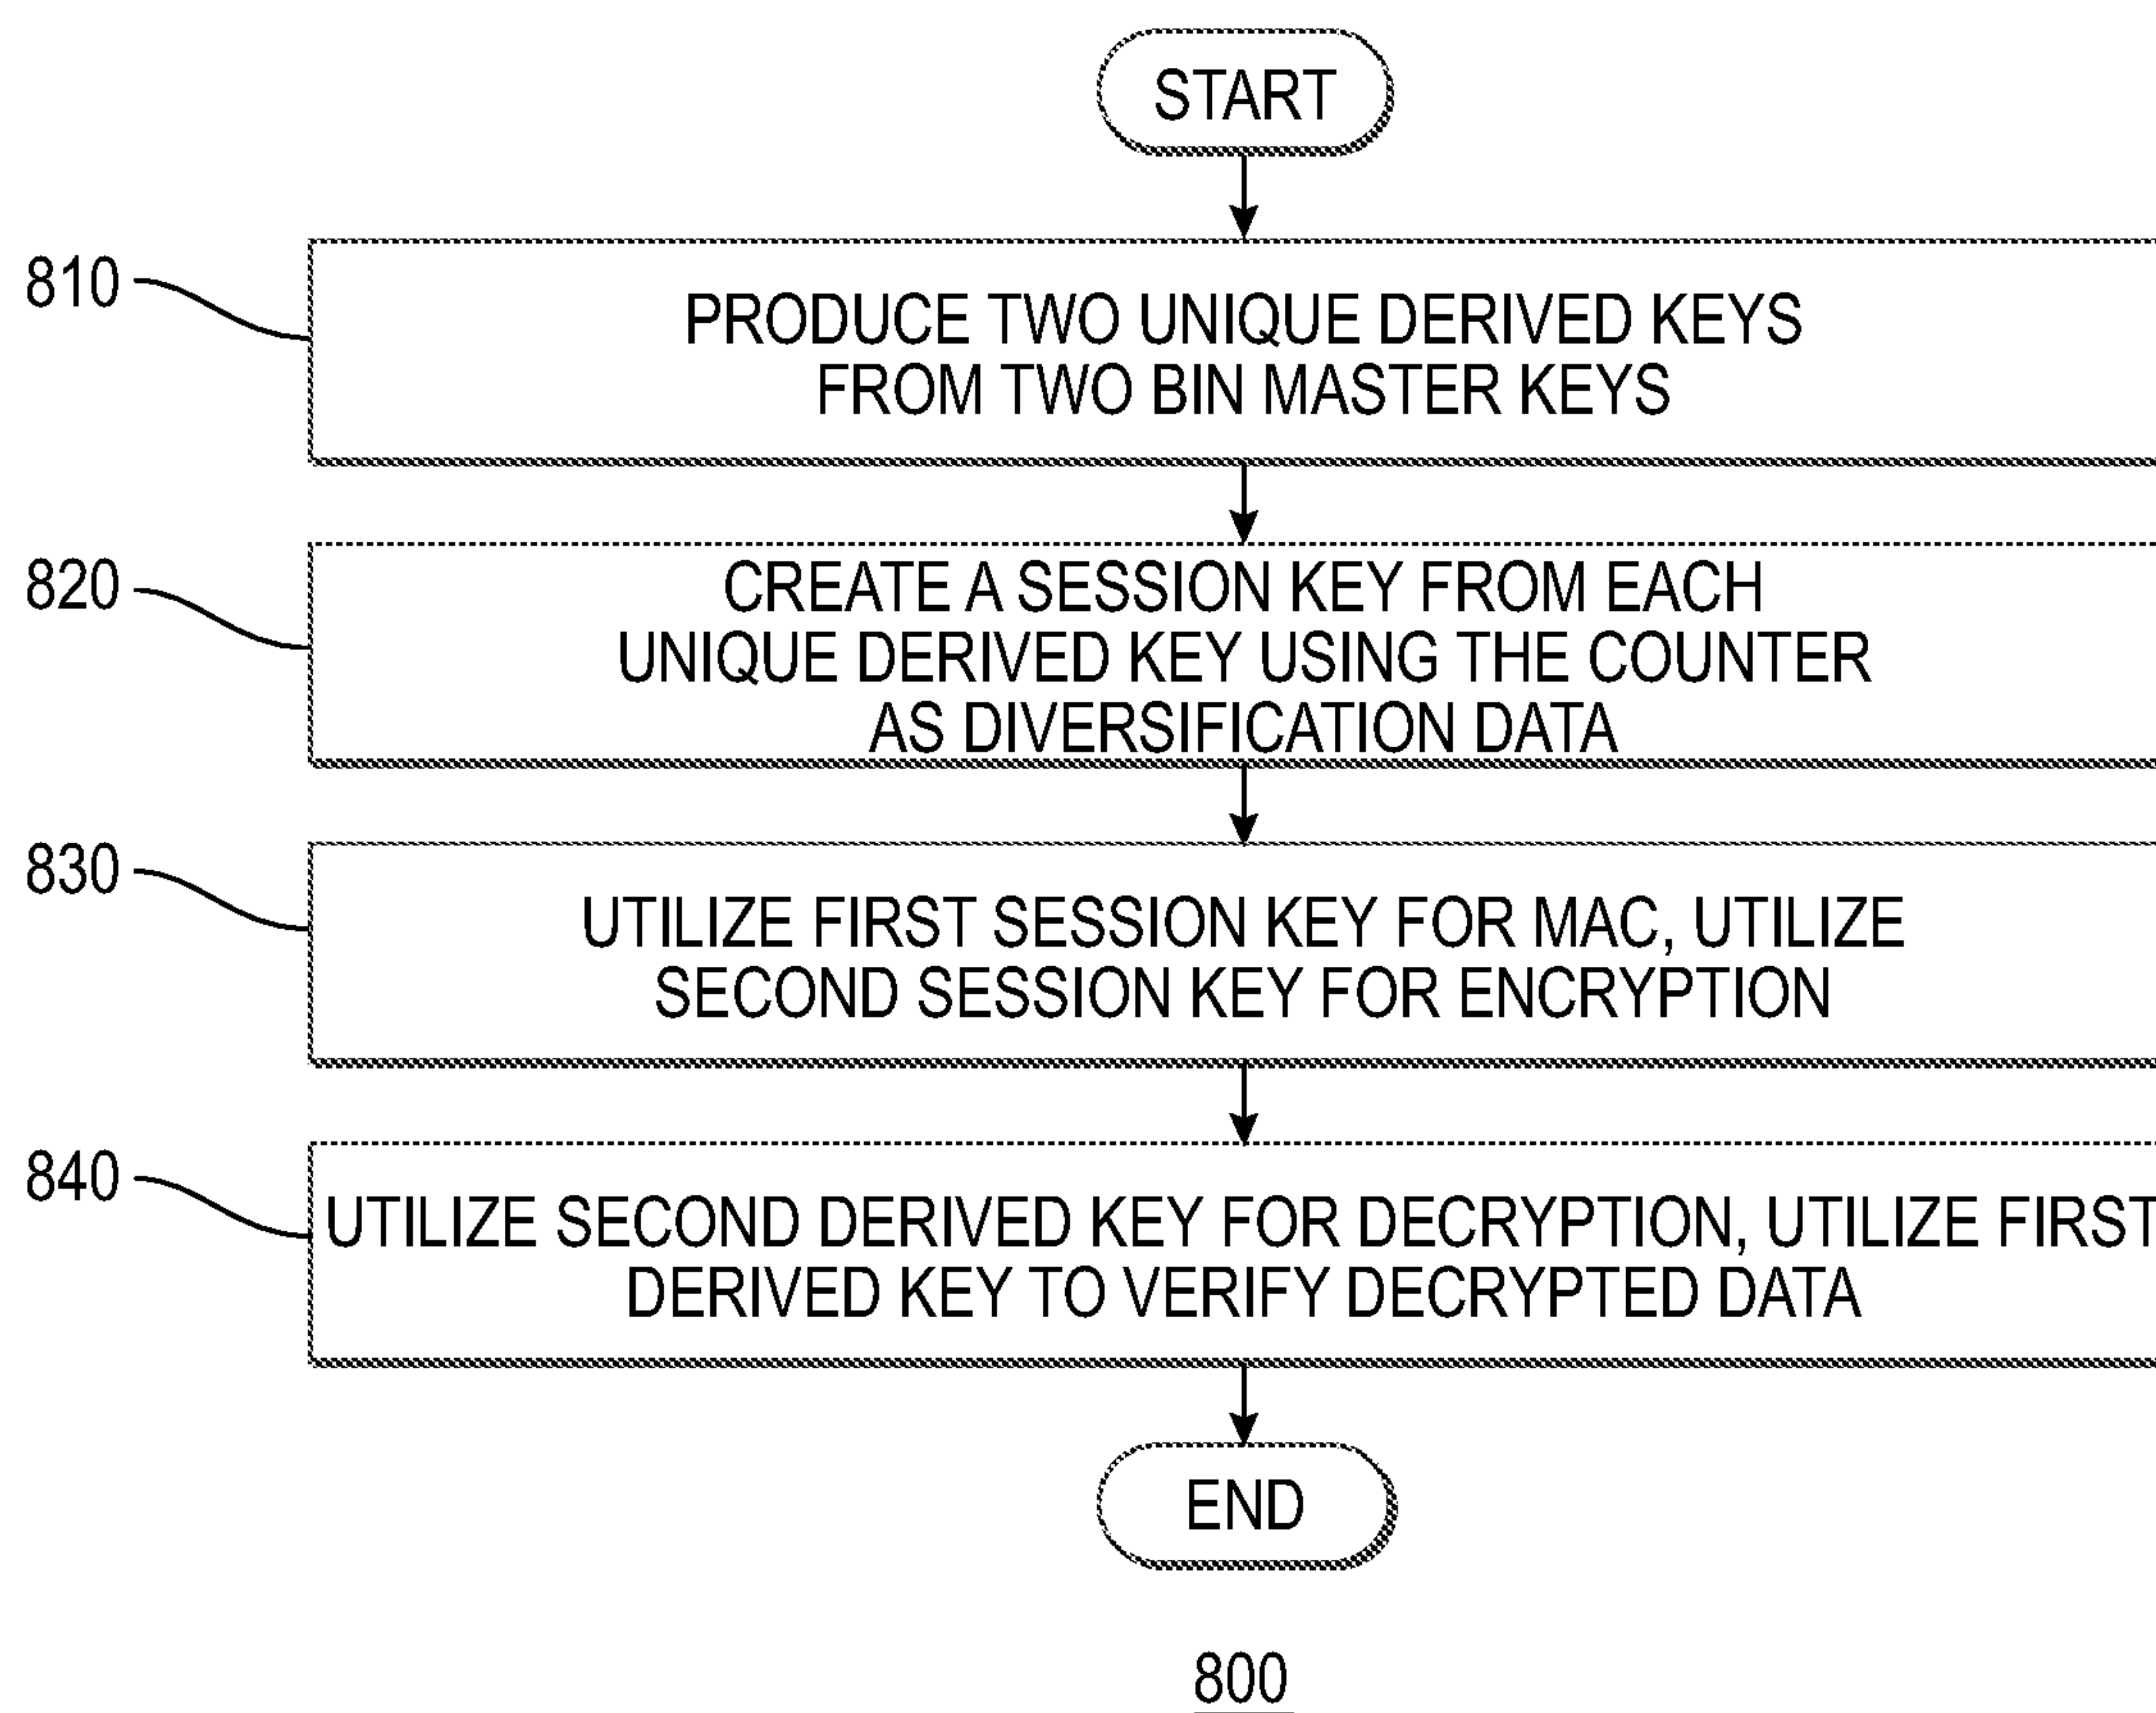 START
810
PRODUCE TWO UNIQUE DERIVED KEYS
FROM TWO BIN MASTER KEYS
820
CREATE A SESSION KEY FROM EACH
UNIQUE DERIVED KEY USING THE COUNTER
AS DIVERSIFICATION DATA
830
UTILIZE FIRST SESSION KEY FOR MAC, UTILIZE
SECOND SESSION KEY FOR ENCRYPTION
840
UTILIZE SECOND DERIVED KEY FOR DECRYPTION, UTILIZE FIRST
DERIVED KEY TO VERIFY DECRYPTED DATA
END
800